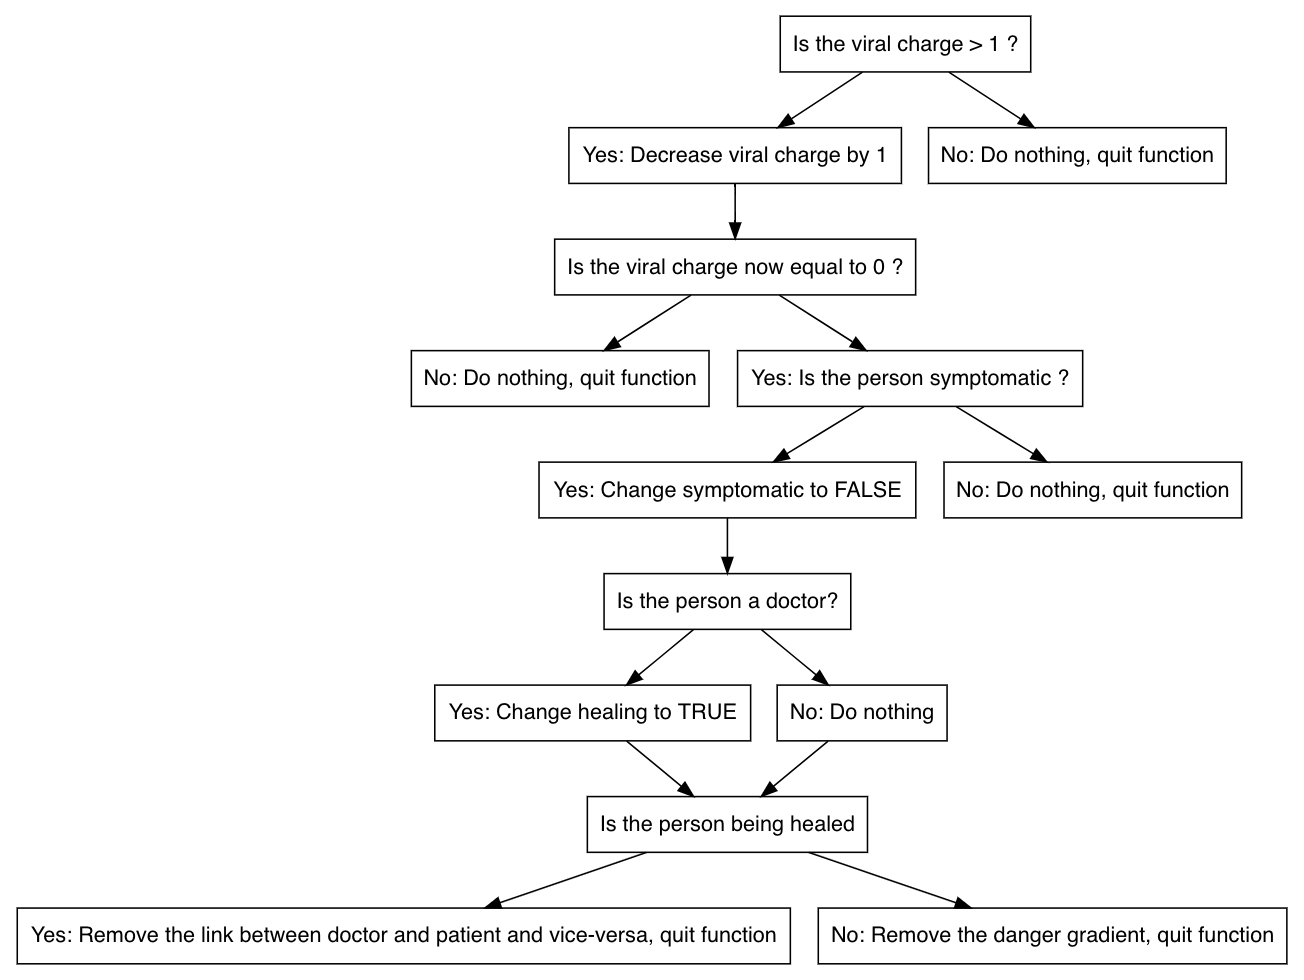 Is the viral charge > 1 ?
Yes: Decrease viral charge by 1
No: Do nothing, quit function
Is the viral charge now equal to 0 ?
No: Do nothing, quit function
Yes: Is the person symptomatic ?
Yes: Change symptomatic to FALSE
No: Do nothing, quit function
Is the person a doctor?
Yes: Change healing to TRUE
No: Do nothing
Is the person being healed
Yes: Remove the link between doctor and patient and vice-versa, quit function
No: Remove the danger gradient, quit function